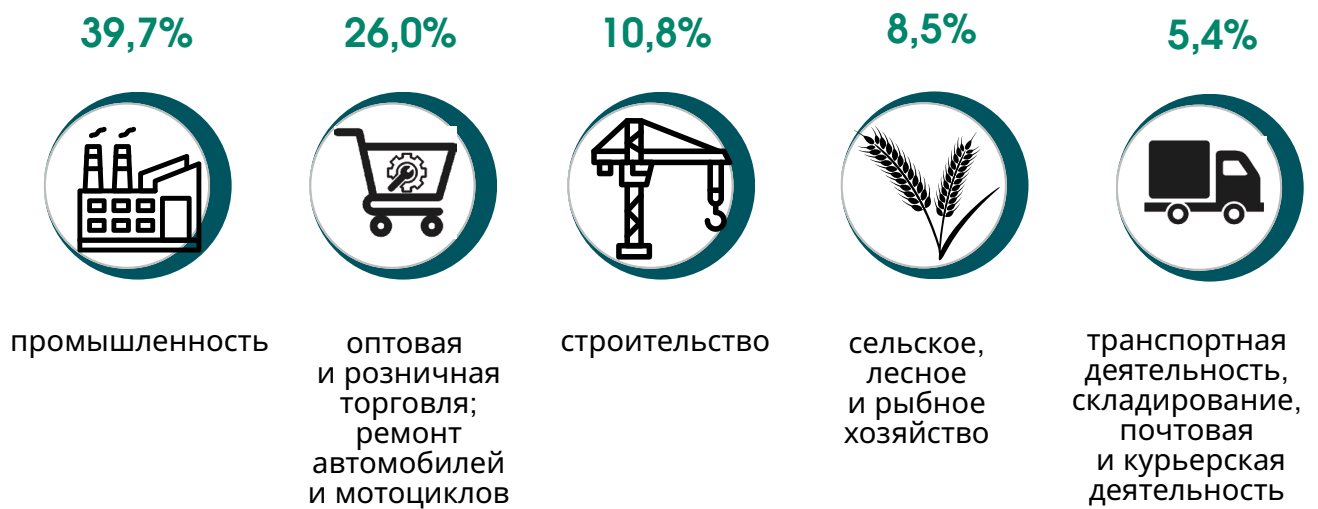 39,7%
26,0%
10,8%
8,5%
5,4%
промышленность
оптовая
и розничная
торговля;
ремонт
автомобилей
и мотоциклов
строительство
сельское,
лесное
и рыбное
хозяйство
транспортная
деятельность,
складирование,
почтовая
и курьерская
деятельность